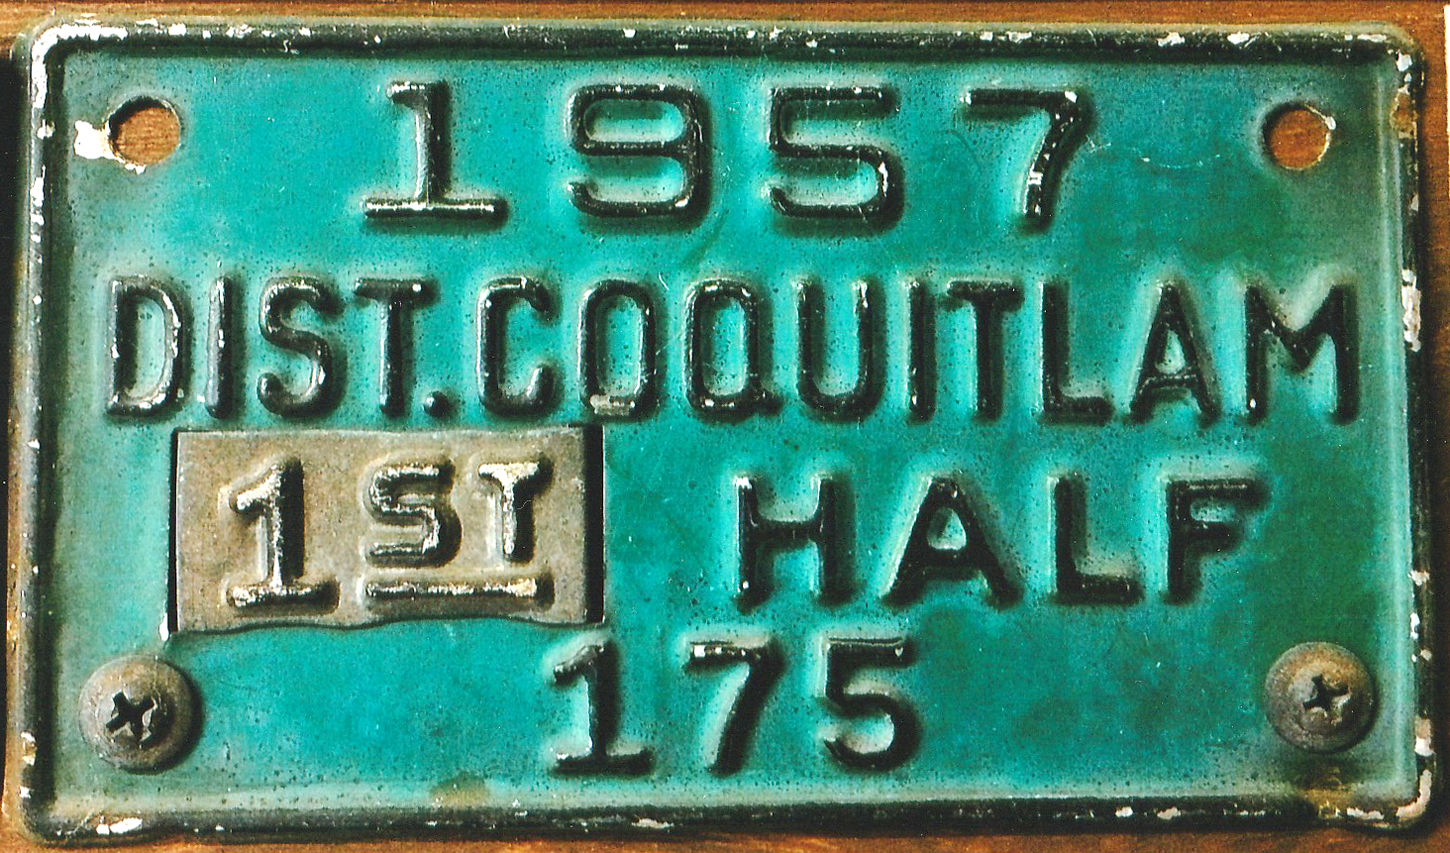 1957
DIST. COQUITLAM
1ST HALF
175